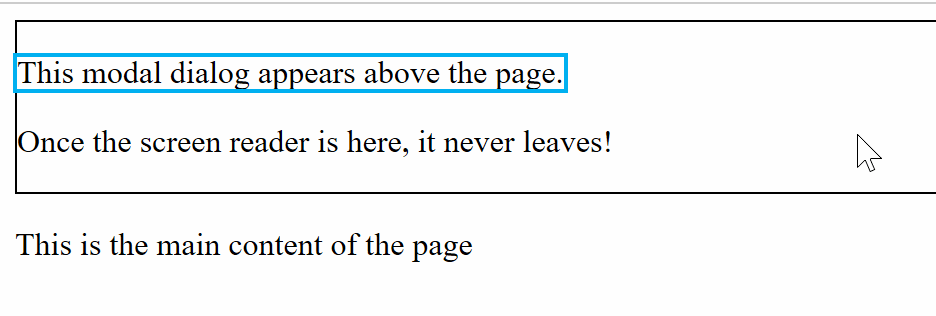 This modal dialog appears above the page.
Once the screen reader is here, it never leaves!
This is the main content of the page